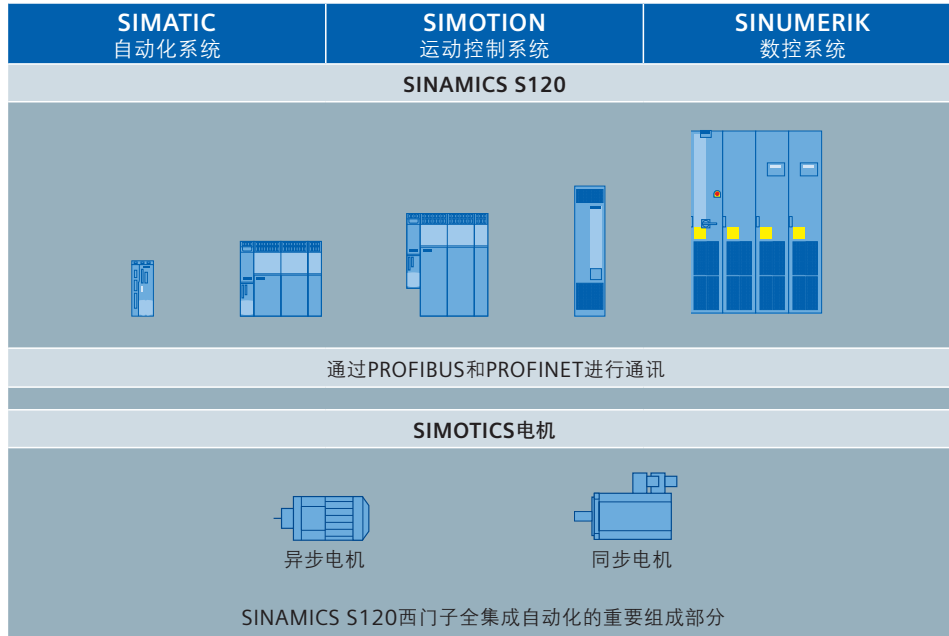 SIMATIC
自动化系统
SIMOTION
运动控制系统
SINUMERIK
数控系统
SINAMICS S120
通过PROFIBUS和PROFINET进行通讯
SIMOTICS电机
异步电机
同步电机
SINAMICS S120西门子全集成自动化的重要组成部分